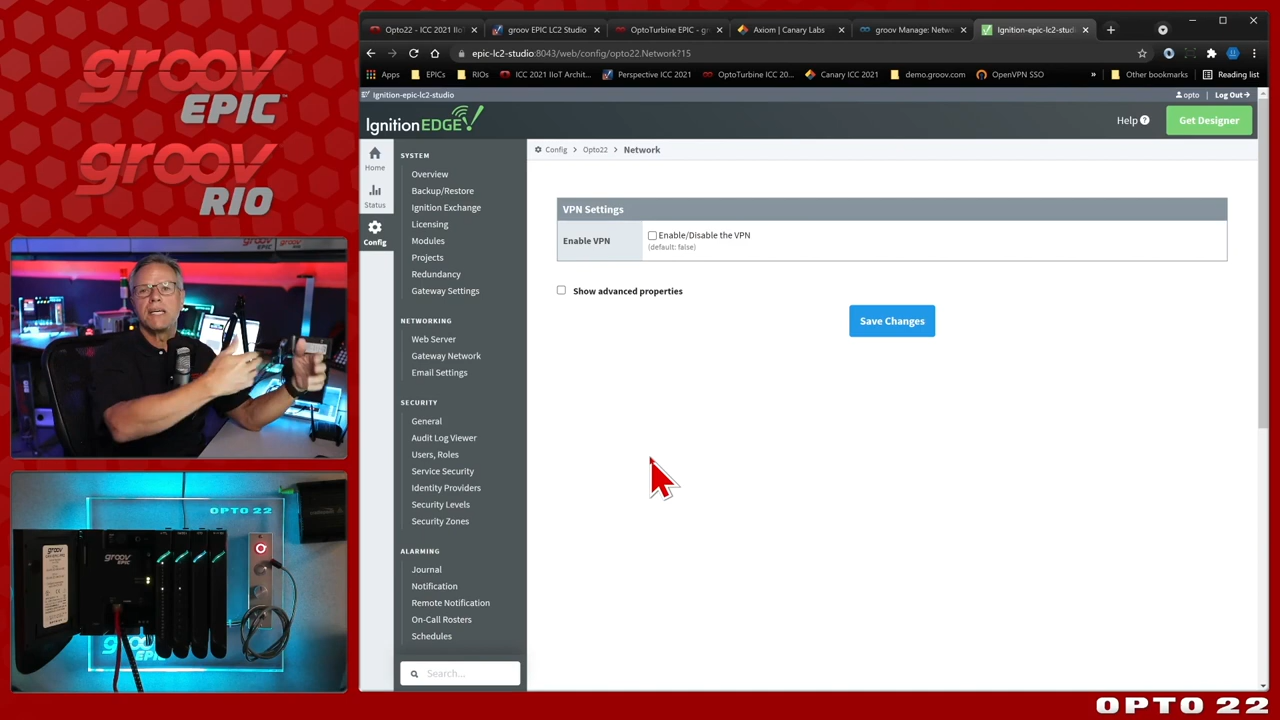 groov
EPIC™
groov
RIO
OPTO 22
groov
EPIC
groov
EPIC
Opto22 - ICC 2021 IIoT
groov EPIC LC2 Studio
OptoTurbine EPIC - gr
Axiom | Canary Labs
groov Manage: Netw
Ignition-epic-lc2-studi
epic-lc2-studio:8043/web/config/opto22.Network?15
Apps
EPICs
RIOs
ICC 2021 IIoT Archit...
Perspective ICC 2021
OptoTurbine ICC 20...
Canary ICC 2021
demo.groov.com
OpenVPN SSO
»
Other bookmarks
Reading list
Ignition-epic-lc2-studio
opto
Log Out
Ignition EDGE!
Help
Get Designer
Home
Status
Config
SYSTEM
Overview
Backup/Restore
Ignition Exchange
Licensing
Modules
Projects
Redundancy
Gateway Settings
NETWORKING
Web Server
Gateway Network
Email Settings
SECURITY
General
Audit Log Viewer
Users, Roles
Service Security
Identity Providers
Security Levels
Security Zones
ALARMING
Journal
Notification
Remote Notification
On-Call Rosters
Schedules
Search...
Config > Opto22 > Network
VPN Settings
Enable VPN
Enable/Disable the VPN
(default: false)
Show advanced properties
Save Changes
OPTO 22